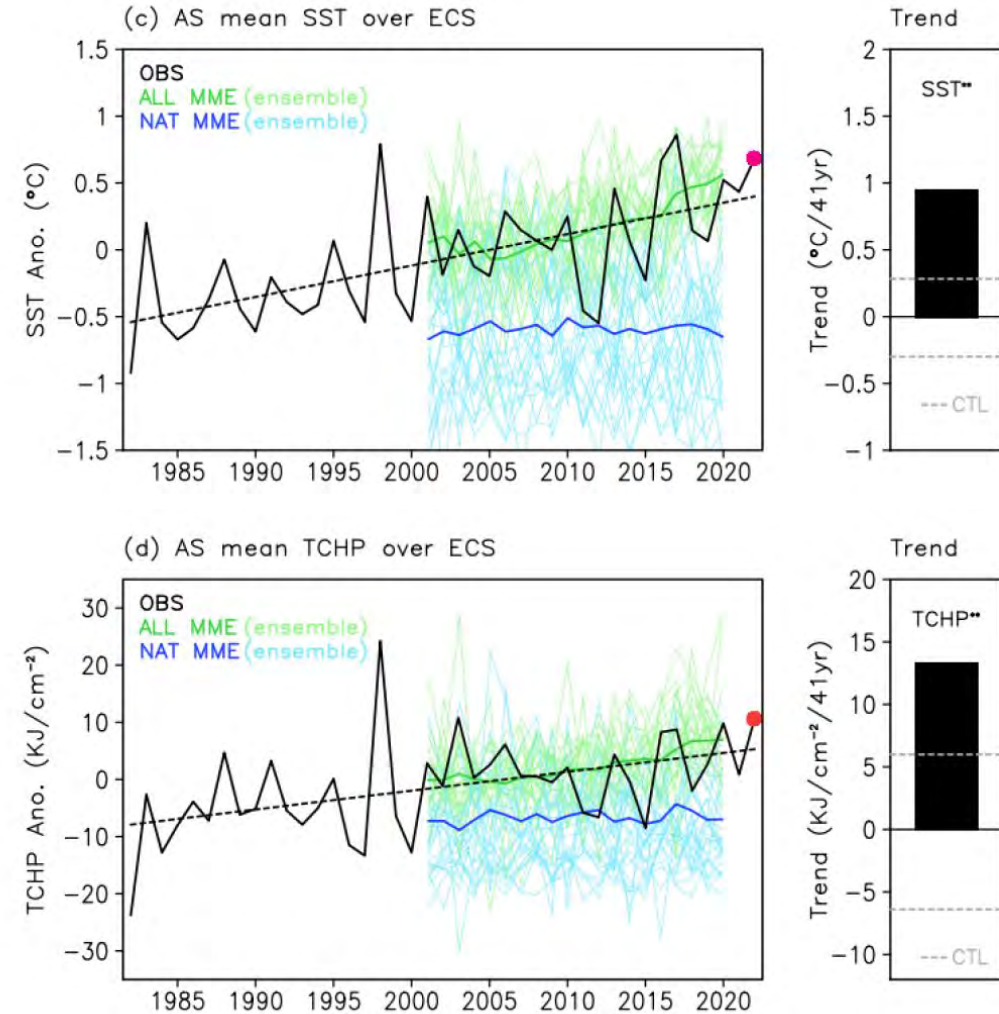 (c) AS mean SST over ECS
Trend
SST Ano. (°C)
1.5
1
0.5
0
−0.5
−1
−1.5
OBS
ALL MME (ensemble)
NAT MME (ensemble)
1985 1990 1995 2000 2005 2010 2015 2020
Trend (°C/41yr)
2
1.5
1
0.5
0
−0.5
−1
SST**
CTL
(d) AS mean TCHP over ECS
Trend
TCHP Ano. (KJ/cm⁻²)
30
20
10
0
−10
−20
−30
OBS
ALL MME (ensemble)
NAT MME (ensemble)
1985 1990 1995 2000 2005 2010 2015 2020
Trend (KJ/cm⁻²/41yr)
20
15
10
5
0
−5
−10
TCHP**
CTL